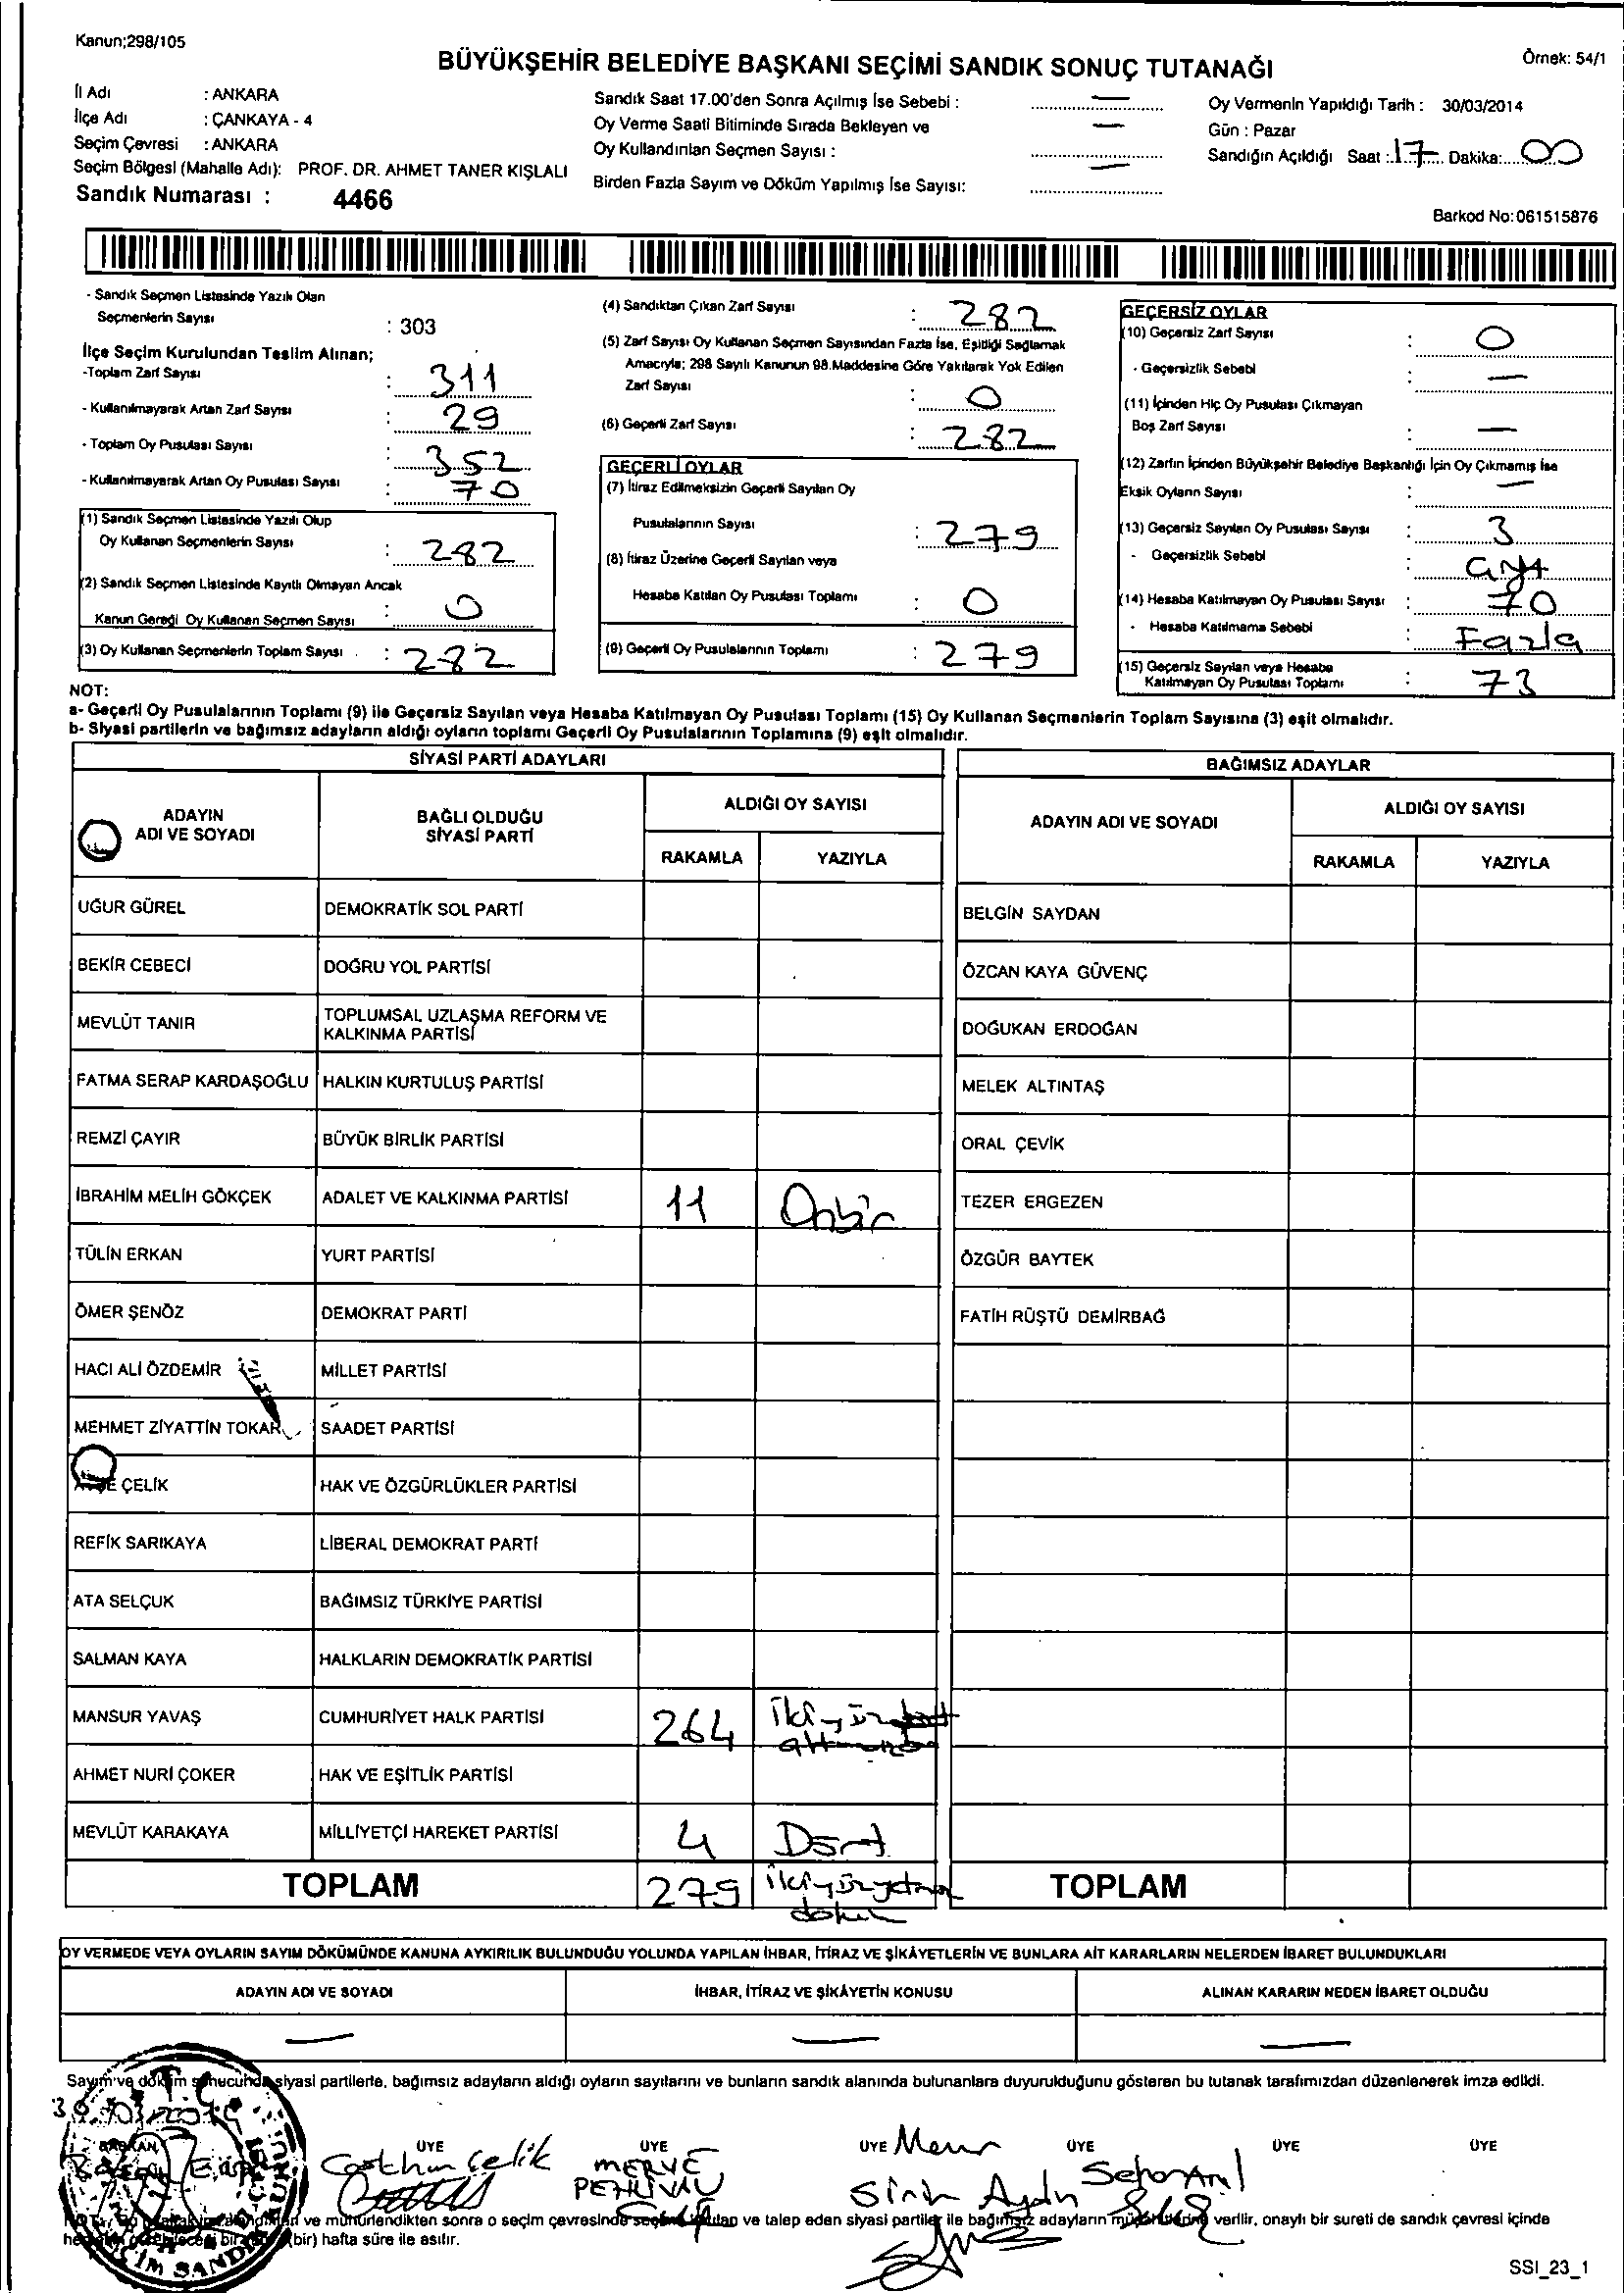 Kanun;298/105
BÜYÜKŞEHİR BELEDİYE BAŞKANI SEÇİMİ SANDIK SONUÇ TUTANAĞI
Örnek: 54/1
İl Adı : ANKARA
İlçe Adı : ÇANKAYA - 4
Seçim Çevresi : ANKARA
Seçim Bölgesi (Mahalle Adı): PROF. DR. AHMET TANER KIŞLALI
Sandık Numarası : 4466
Sandık Saat 17.00'den Sonra Açılmış İse Sebebi : —
Oy Verme Saati Bitiminde Sırada Bekleyen ve
Oy Kullandırılan Seçmen Sayısı : —
Birden Fazla Sayım ve Döküm Yapılmış İse Sayısı: —
Oy Vermenin Yapıldığı Tarih : 30/03/2014
Gün : Pazar
Sandığın Açıldığı Saat : 17 Dakika: 00
Barkod No:061515876
- Sandık Seçmen Listesinde Yazılı Olan
Seçmenlerin Sayısı : 303
İlçe Seçim Kurulundan Teslim Alınan;
-Toplam Zarf Sayısı : 311
- Kullanılmayarak Artan Zarf Sayısı : 29
- Toplam Oy Pusulası Sayısı : 352
- Kullanılmayarak Artan Oy Pusulası Sayısı : 70
(1) Sandık Seçmen Listesinde Yazılı Olup
Oy Kullanan Seçmenlerin Sayısı : 282
(2) Sandık Seçmen Listesinde Kayıtlı Olmayan Ancak
Kanun Gereği Oy Kullanan Seçmen Sayısı : 0
(3) Oy Kullanan Seçmenlerin Toplam Sayısı : 282
(4) Sandıktan Çıkan Zarf Sayısı : 282
(5) Zarf Sayısı Oy Kullanan Seçmen Sayısından Fazla İse, Eşitliği Sağlamak
Amacıyla; 298 Sayılı Kanunun 98.Maddesine Göre Yakılarak Yok Edilen
Zarf Sayısı : 0
(6) Geçerli Zarf Sayısı : 282
GEÇERLİ OYLAR
(7) İtiraz Edilmeksizin Geçerli Sayılan Oy
Pusulalarının Sayısı : 279
(8) İtiraz Üzerine Geçerli Sayılan veya
Hesaba Katılan Oy Pusulası Toplamı : 0
(9) Geçerli Oy Pusulalarının Toplamı : 279
GEÇERSİZ OYLAR
(10) Geçersiz Zarf Sayısı : 0
- Geçersizlik Sebebi : —
(11) İçinden Hiç Oy Pusulası Çıkmayan
Boş Zarf Sayısı : —
(12) Zarfın İçinden Büyükşehir Belediye Başkanlığı İçin Oy Çıkmamış İse
Eksik Oyların Sayısı : —
(13) Geçersiz Sayılan Oy Pusulası Sayısı : 3
- Geçersizlik Sebebi :
(14) Hesaba Katılmayan Oy Pusulası Sayısı : 70
- Hesaba Katılmama Sebebi : Fazla
(15) Geçersiz Sayılan veya Hesaba
Katılmayan Oy Pusulası Toplamı : 73
NOT:
a- Geçerli Oy Pusulalarının Toplamı (9) ile Geçersiz Sayılan veya Hesaba Katılmayan Oy Pusulası Toplamı (15) Oy Kullanan Seçmenlerin Toplam Sayısına (3) eşit olmalıdır.
b- Siyasi partilerin ve bağımsız adayların aldığı oyların toplamı Geçerli Oy Pusulalarının Toplamına (9) eşit olmalıdır.
SİYASİ PARTİ ADAYLARI
ADAYIN ADI VE SOYADI
BAĞLI OLDUĞU SİYASİ PARTİ
ALDIĞI OY SAYISI
RAKAMLA YAZIYLA
UĞUR GÜREL DEMOKRATİK SOL PARTİ
BEKİR CEBECİ DOĞRU YOL PARTİSİ
MEVLÜT TANIR TOPLUMSAL UZLAŞMA REFORM VE KALKINMA PARTİSİ
FATMA SERAP KARDAŞOĞLU HALKIN KURTULUŞ PARTİSİ
REMZİ ÇAYIR BÜYÜK BİRLİK PARTİSİ
İBRAHİM MELİH GÖKÇEK ADALET VE KALKINMA PARTİSİ 11 Onbir
TÜLİN ERKAN YURT PARTİSİ
ÖMER ŞENÖZ DEMOKRAT PARTİ
HACI ALİ ÖZDEMİR MİLLET PARTİSİ
MEHMET ZİYATTİN TOKAR SAADET PARTİSİ
ÇELİK HAK VE ÖZGÜRLÜKLER PARTİSİ
REFİK SARIKAYA LİBERAL DEMOKRAT PARTİ
ATA SELÇUK BAĞIMSIZ TÜRKİYE PARTİSİ
SALMAN KAYA HALKLARIN DEMOKRATİK PARTİSİ
MANSUR YAVAŞ CUMHURİYET HALK PARTİSİ 264
AHMET NURİ ÇOKER HAK VE EŞİTLİK PARTİSİ
MEVLÜT KARAKAYA MİLLİYETÇİ HAREKET PARTİSİ 4 Dört
TOPLAM 279
BAĞIMSIZ ADAYLAR
ADAYIN ADI VE SOYADI
ALDIĞI OY SAYISI
RAKAMLA YAZIYLA
BELGİN SAYDAN
ÖZCAN KAYA GÜVENÇ
DOĞUKAN ERDOĞAN
MELEK ALTINTAŞ
ORAL ÇEVİK
TEZER ERGEZEN
ÖZGÜR BAYTEK
FATİH RÜŞTÜ DEMİRBAĞ
TOPLAM
OY VERMEDE VEYA OYLARIN SAYIM DÖKÜMÜNDE KANUNA AYKIRILIK BULUNDUĞU YOLUNDA YAPILAN İHBAR, İTİRAZ VE ŞİKÂYETLERİN VE BUNLARA AİT KARARLARIN NELERDEN İBARET BULUNDUKLARI
ADAYIN ADI VE SOYADI İHBAR, İTİRAZ VE ŞİKÂYETİN KONUSU ALINAN KARARIN NEDEN İBARET OLDUĞU
— — —
Sayım ve döküm sonucunda siyasi partilerle, bağımsız adayların aldığı oyların sayılarını ve bunların sandık alanında bulunanlara duyurulduğunu gösteren bu tutanak tarafımızdan düzenlenerek imza edildi.
BAŞKAN ÜYE ÜYE ÜYE ÜYE ÜYE ÜYE
Çelik MERVE Aydın
ve mühürlendikten sonra o seçim çevresinde ve talep eden siyasi partiler ile bağımsız adayların verilir, onaylı bir sureti de sandık çevresi içinde
(bir) hafta süre ile asılır.
SSI_23_1